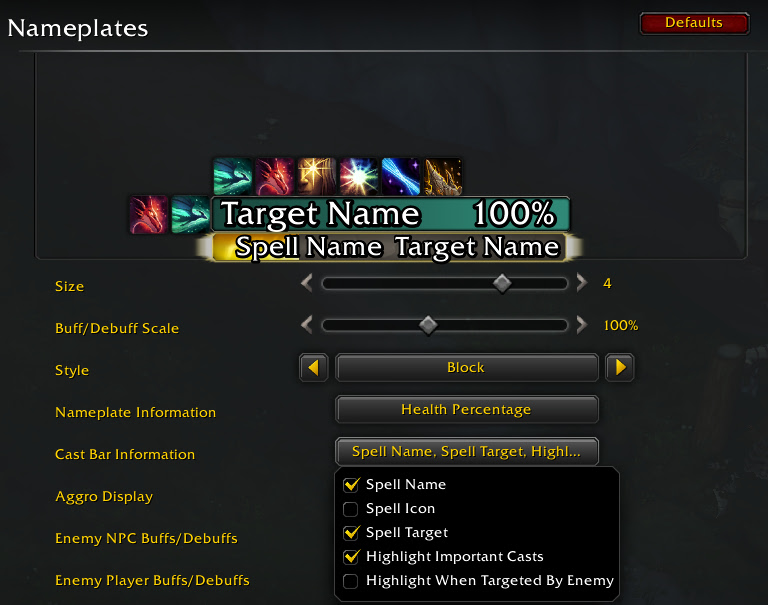 Nameplates
Defaults
Target Name 100%
Spell Name Target Name
Size 4
Buff/Debuff Scale 100%
Style Block
Nameplate Information Health Percentage
Cast Bar Information Spell Name, Spell Target, Highl...
Spell Name
Aggro Display
Spell Icon
Spell Target
Enemy NPC Buffs/Debuffs
Highlight Important Casts
Enemy Player Buffs/Debuffs
Highlight When Targeted By Enemy